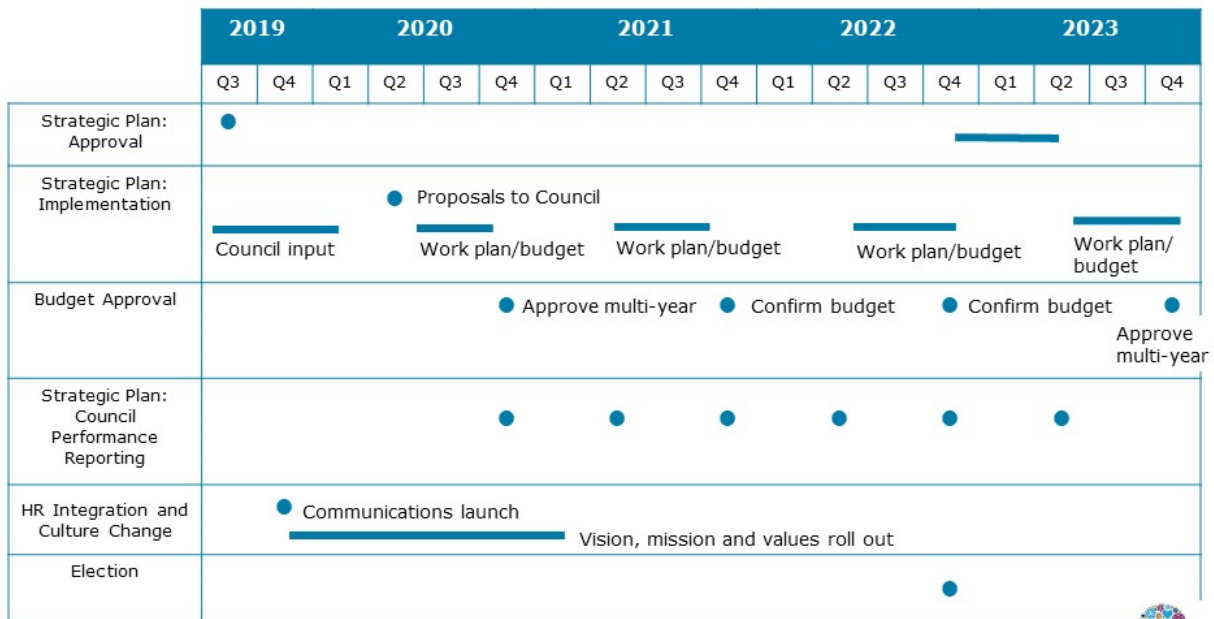 2019 2020 2021 2022 2023
Q3 Q4 Q1 Q2 Q3 Q4 Q1 Q2 Q3 Q4 Q1 Q2 Q3 Q4 Q1 Q2 Q3 Q4
Strategic Plan:
Approval
Strategic Plan:
Implementation
Proposals to Council
Council input
Work plan/budget
Work plan/budget
Work plan/budget
Work plan/
budget
Budget Approval
Approve multi-year
Confirm budget
Confirm budget
Approve
multi-year
Strategic Plan:
Council
Performance
Reporting
HR Integration and
Culture Change
Communications launch
Vision, mission and values roll out
Election